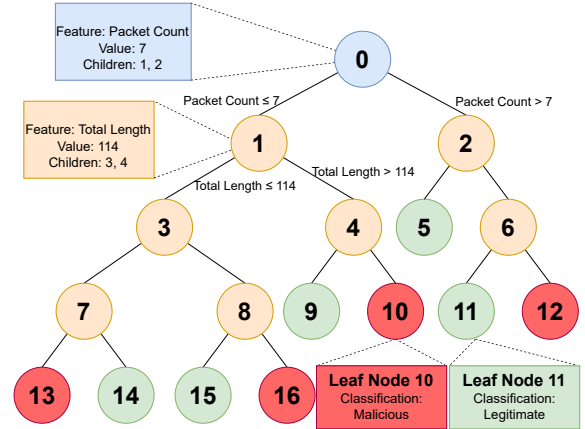 Feature: Packet Count
Value: 7
Children: 1, 2
0
Packet Count ≤ 7
Packet Count > 7
Feature: Total Length
Value: 114
Children: 3, 4
1
2
Total Length ≤ 114
Total Length > 114
3
4
5
6
7
8
9
10
11
12
13
14
15
16
Leaf Node 10
Classification:
Malicious
Leaf Node 11
Classification:
Legitimate